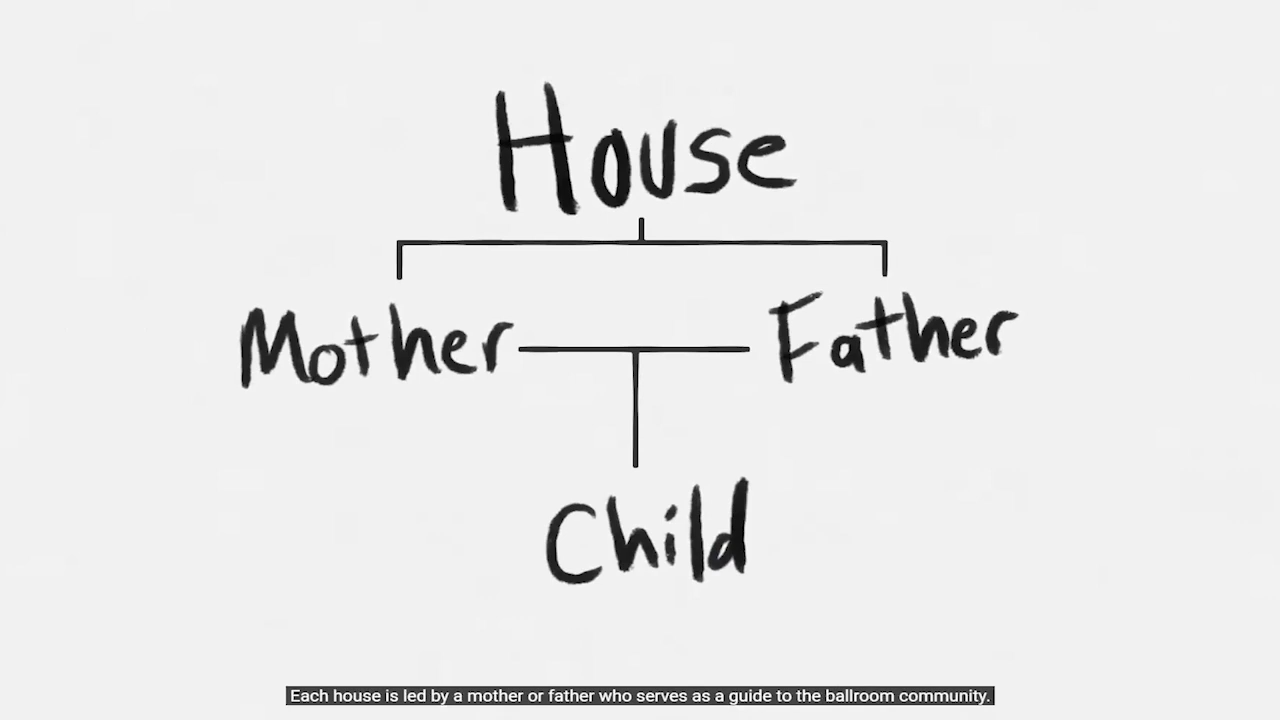 House
Mother Father
Child
Each house is led by a mother or father who serves as a guide to the ballroom community.